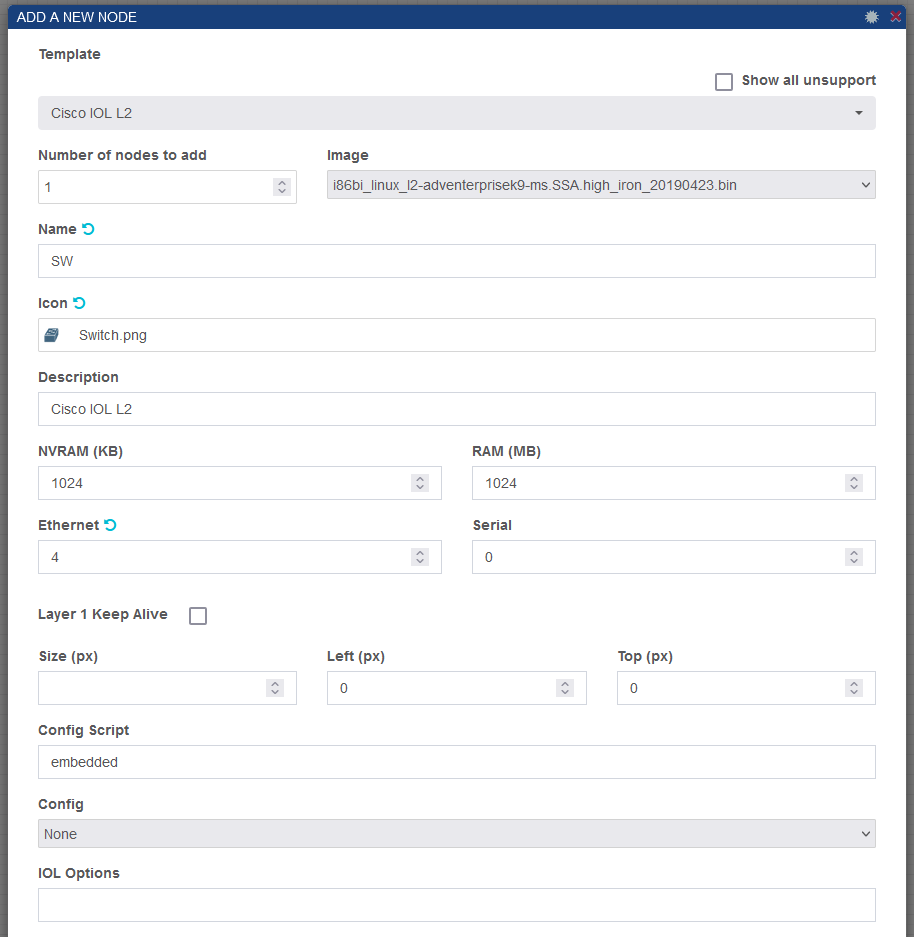 ADD A NEW NODE
Template
Show all unsupport
Cisco IOL L2
Number of nodes to add
Image
1
i86bi_linux_l2-adventerprisek9-ms.SSA.high_iron_20190423.bin
Name
SW
Icon
Switch.png
Description
Cisco IOL L2
NVRAM (KB)
RAM (MB)
1024
1024
Ethernet
Serial
4
0
Layer 1 Keep Alive
Size (px)
Left (px)
Top (px)
0
0
Config Script
embedded
Config
None
IOL Options